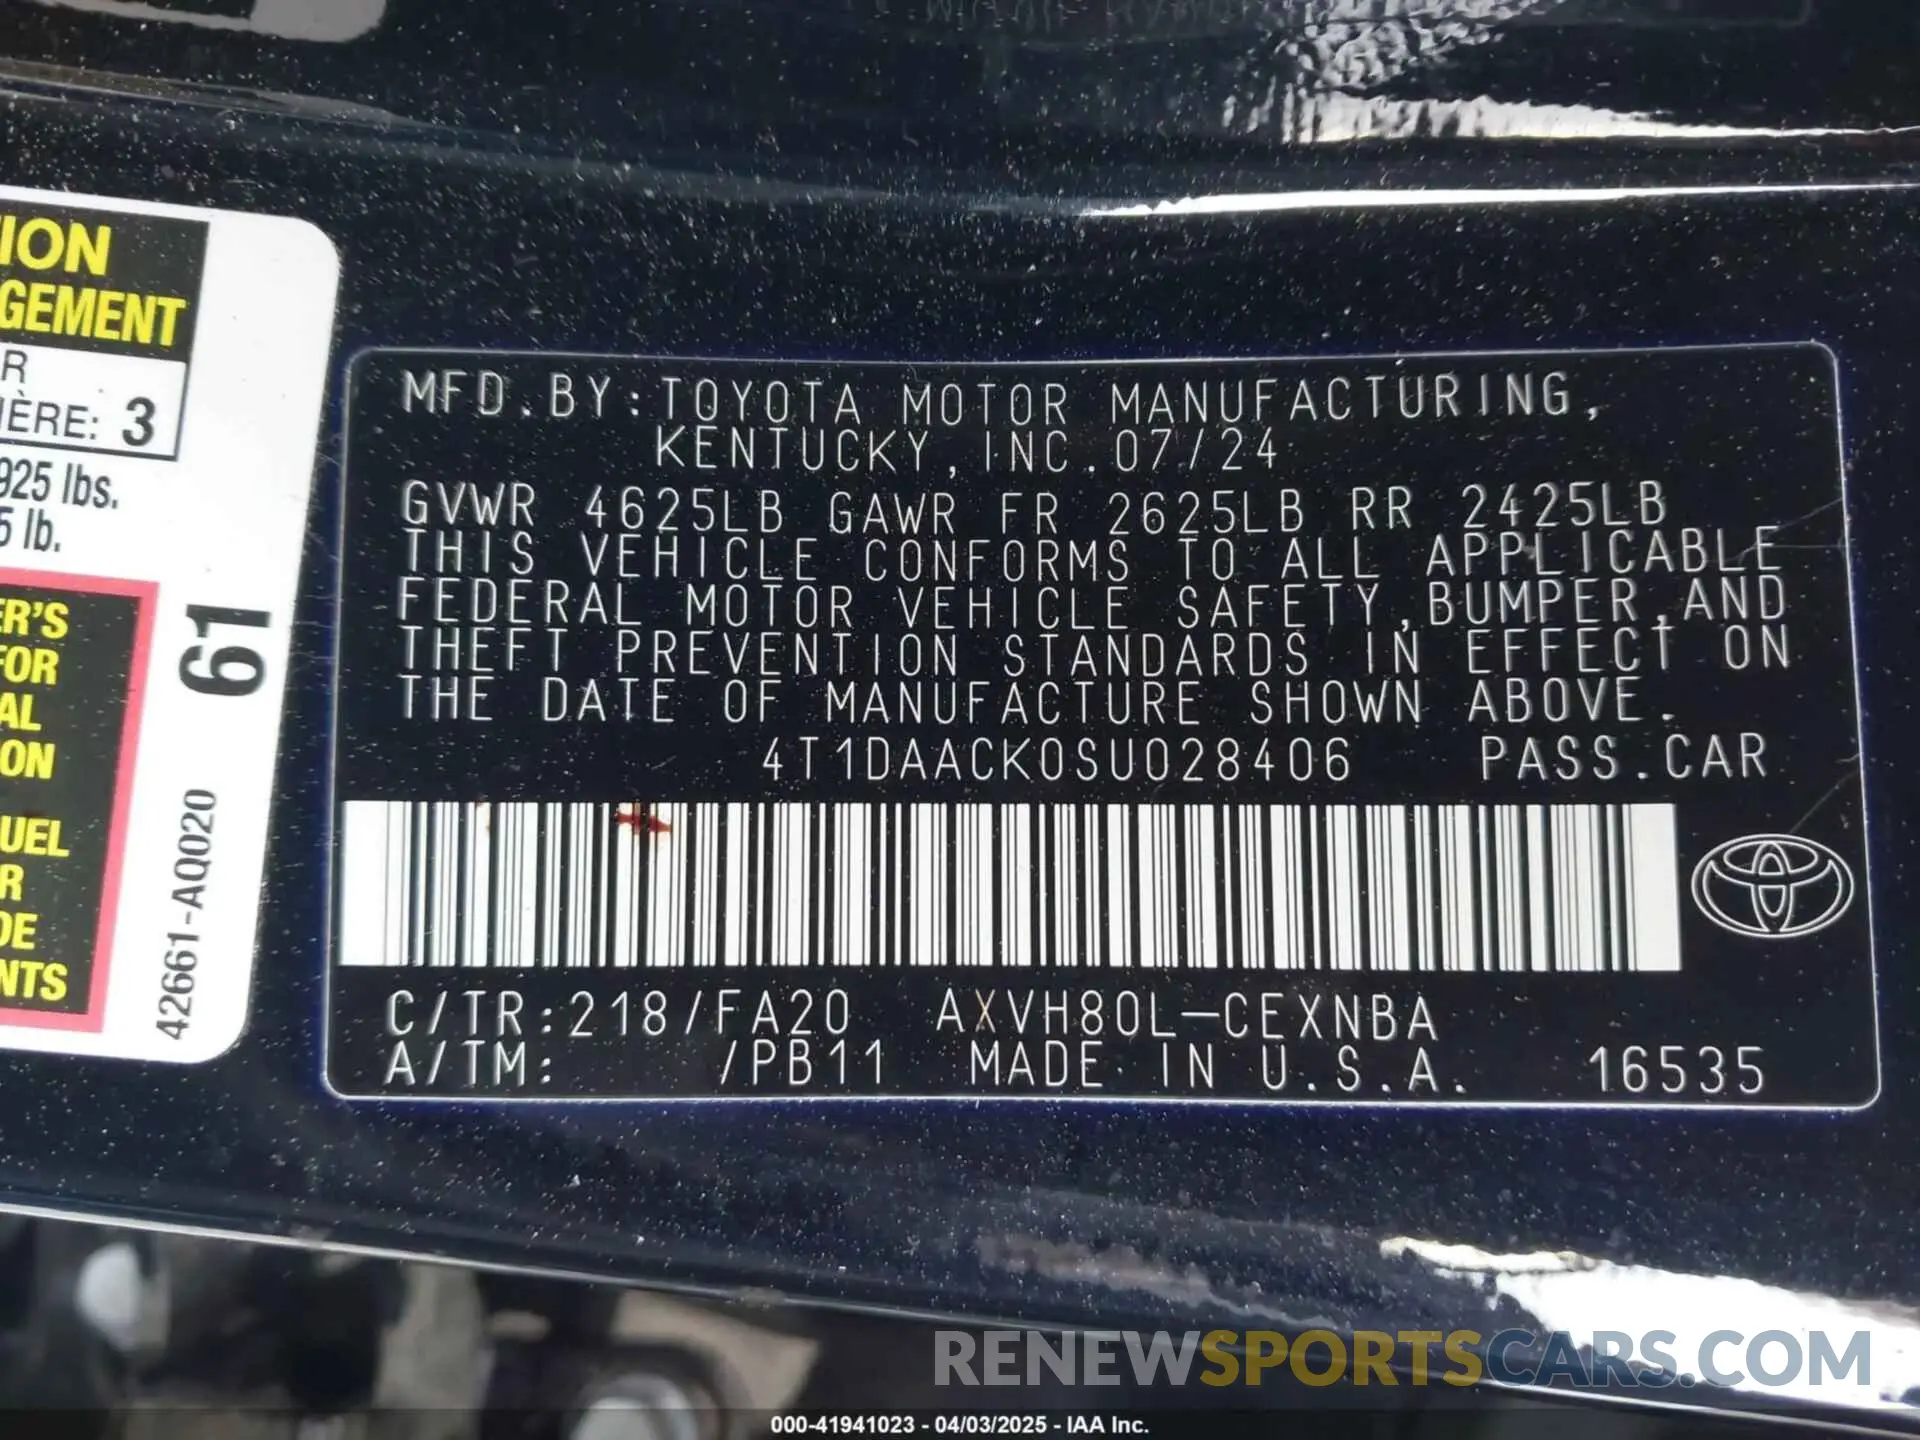 TION
GEMENT
R
IÈRE: 3
925 lbs.
5 lb.
ER'S
FOR
AL
ON
UEL
R
DE
NTS
61
42661-AQ020
MFD.BY:TOYOTA MOTOR MANUFACTURING,
KENTUCKY,INC.07/24
GVWR 4625LB GAWR FR 2625LB RR 2425LB
THIS VEHICLE CONFORMS TO ALL APPLICABLE
FEDERAL MOTOR VEHICLE SAFETY,BUMPER,AND
THEFT PREVENTION STANDARDS IN EFFECT ON
THE DATE OF MANUFACTURE SHOWN ABOVE.
4T1DAACK0SU028406 PASS.CAR
C/TR:218/FA20 AXVH80L-CEXNBA
A/TM: /PB11 MADE IN U.S.A. 16535
RENEWSPORTSCARS.COM
000-41941023 - 04/03/2025 - IAA Inc.